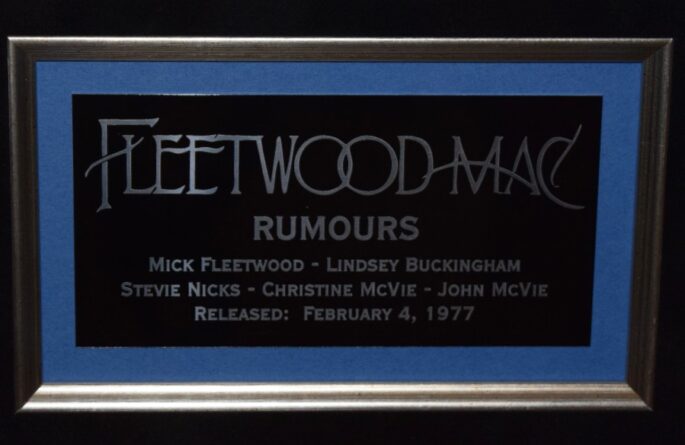 FLEETWOOD MAC
RUMOURS
MICK FLEETWOOD - LINDSEY BUCKINGHAM
STEVIE NICKS - CHRISTINE MCVIE - JOHN MCVIE
RELEASED: FEBRUARY 4, 1977